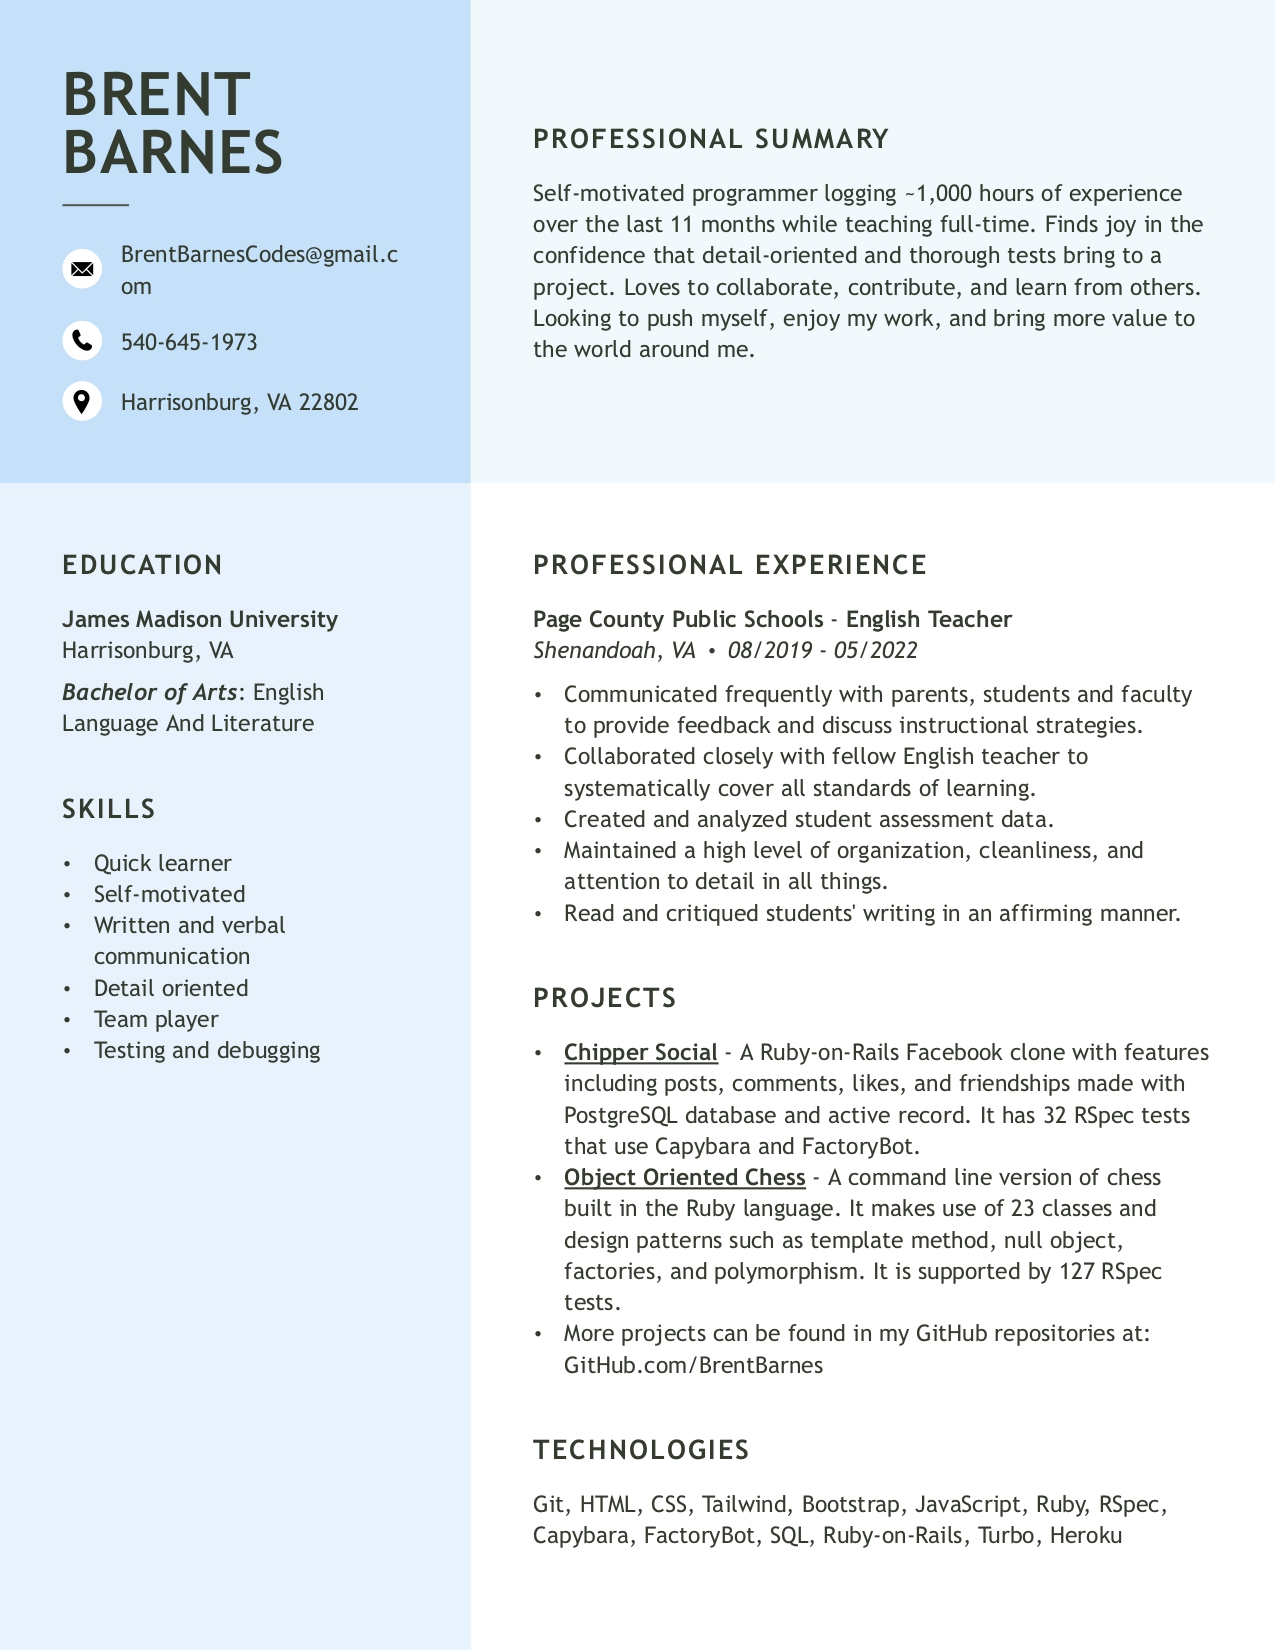 BRENT
BARNES
BrentBarnesCodes@gmail.c
om
540-645-1973
Harrisonburg, VA 22802
PROFESSIONAL SUMMARY
Self-motivated programmer logging ~1,000 hours of experience
over the last 11 months while teaching full-time. Finds joy in the
confidence that detail-oriented and thorough tests bring to a
project. Loves to collaborate, contribute, and learn from others.
Looking to push myself, enjoy my work, and bring more value to
the world around me.
EDUCATION
James Madison University
Harrisonburg, VA
Bachelor of Arts: English
Language And Literature
SKILLS
• Quick learner
• Self-motivated
• Written and verbal
communication
• Detail oriented
• Team player
• Testing and debugging
PROFESSIONAL EXPERIENCE
Page County Public Schools - English Teacher
Shenandoah, VA • 08/2019 - 05/2022
• Communicated frequently with parents, students and faculty
to provide feedback and discuss instructional strategies.
• Collaborated closely with fellow English teacher to
systematically cover all standards of learning.
• Created and analyzed student assessment data.
• Maintained a high level of organization, cleanliness, and
attention to detail in all things.
• Read and critiqued students' writing in an affirming manner.
PROJECTS
• Chipper Social - A Ruby-on-Rails Facebook clone with features
including posts, comments, likes, and friendships made with
PostgreSQL database and active record. It has 32 RSpec tests
that use Capybara and FactoryBot.
• Object Oriented Chess - A command line version of chess
built in the Ruby language. It makes use of 23 classes and
design patterns such as template method, null object,
factories, and polymorphism. It is supported by 127 RSpec
tests.
• More projects can be found in my GitHub repositories at:
GitHub.com/BrentBarnes
TECHNOLOGIES
Git, HTML, CSS, Tailwind, Bootstrap, JavaScript, Ruby, RSpec,
Capybara, FactoryBot, SQL, Ruby-on-Rails, Turbo, Heroku